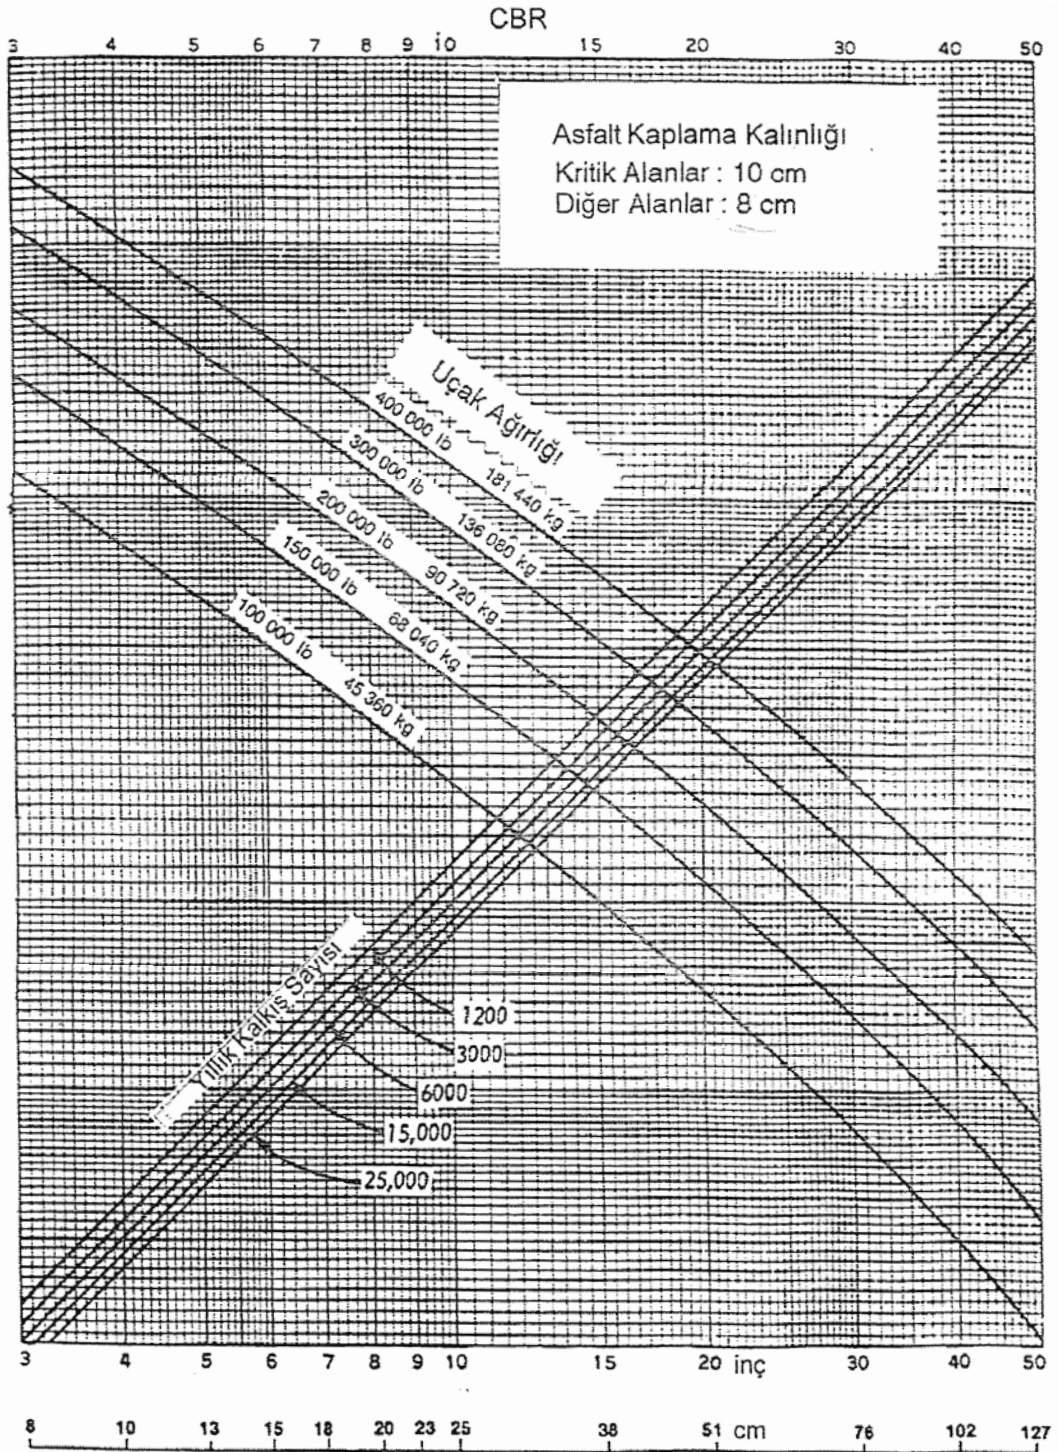 CBR
3 4 5 6 7 8 9 10 15 20 30 40 50
Asfalt Kaplama Kalınlığı
Kritik Alanlar : 10 cm
Diğer Alanlar : 8 cm
Uçak Ağırlığı
400 000 lb 181 440 kg
300 000 lb 136 080 kg
200 000 lb 90 720 kg
150 000 lb 68 040 kg
100 000 lb 45 360 kg
Yıllık Kalkış Sayısı
1200
3000
6000
15,000
25,000
3 4 5 6 7 8 9 10 15 20 inç 30 40 50
8 10 13 15 18 20 23 25 38 51 cm 76 102 127